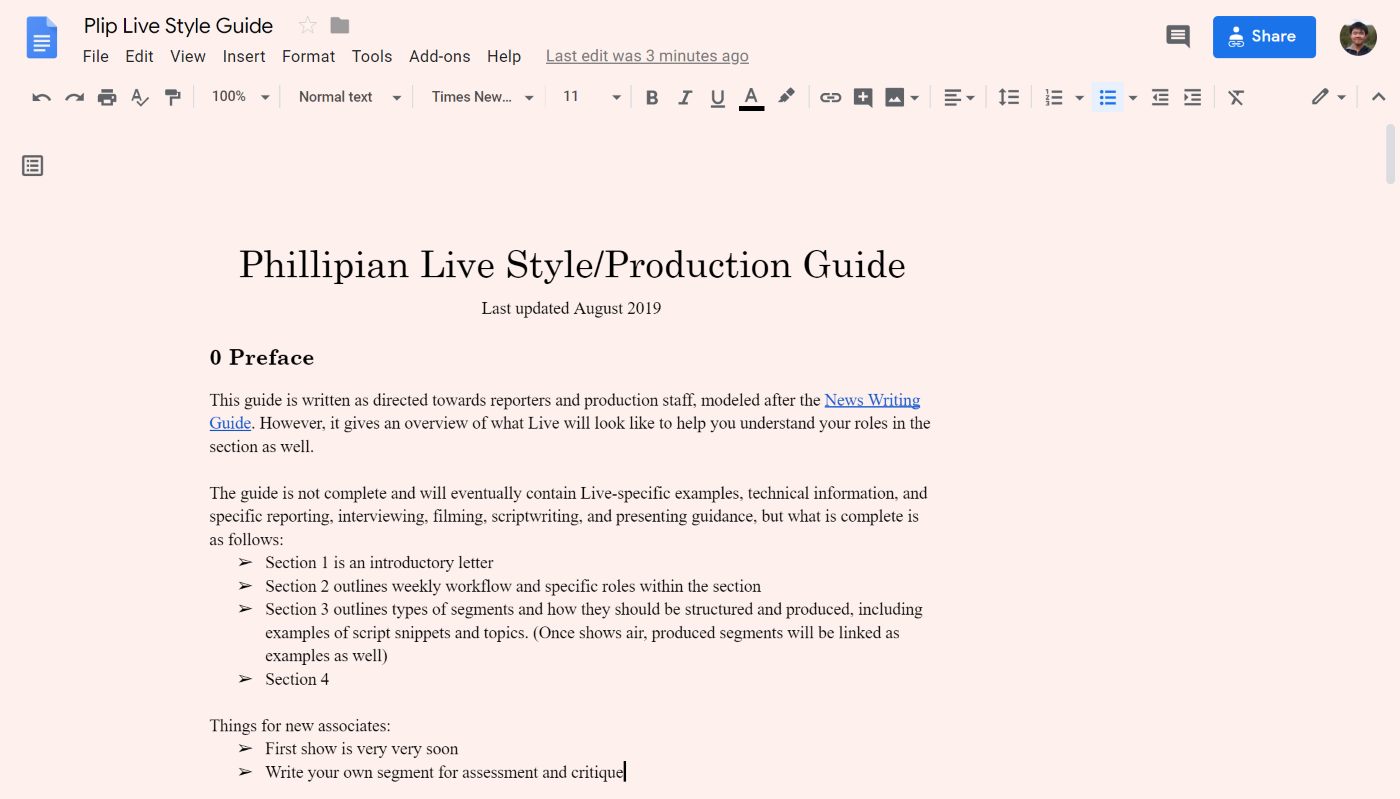 Plip Live Style Guide
File Edit View Insert Format Tools Add-ons Help Last edit was 3 minutes ago
Share
100% Normal text Times New... 11 B I U A
Phillipian Live Style/Production Guide
Last updated August 2019
0 Preface
This guide is written as directed towards reporters and production staff, modeled after the News Writing
Guide. However, it gives an overview of what Live will look like to help you understand your roles in the
section as well.
The guide is not complete and will eventually contain Live-specific examples, technical information, and
specific reporting, interviewing, filming, scriptwriting, and presenting guidance, but what is complete is
as follows:
➢ Section 1 is an introductory letter
➢ Section 2 outlines weekly workflow and specific roles within the section
➢ Section 3 outlines types of segments and how they should be structured and produced, including
examples of script snippets and topics. (Once shows air, produced segments will be linked as
examples as well)
➢ Section 4
Things for new associates:
➢ First show is very very soon
➢ Write your own segment for assessment and critique